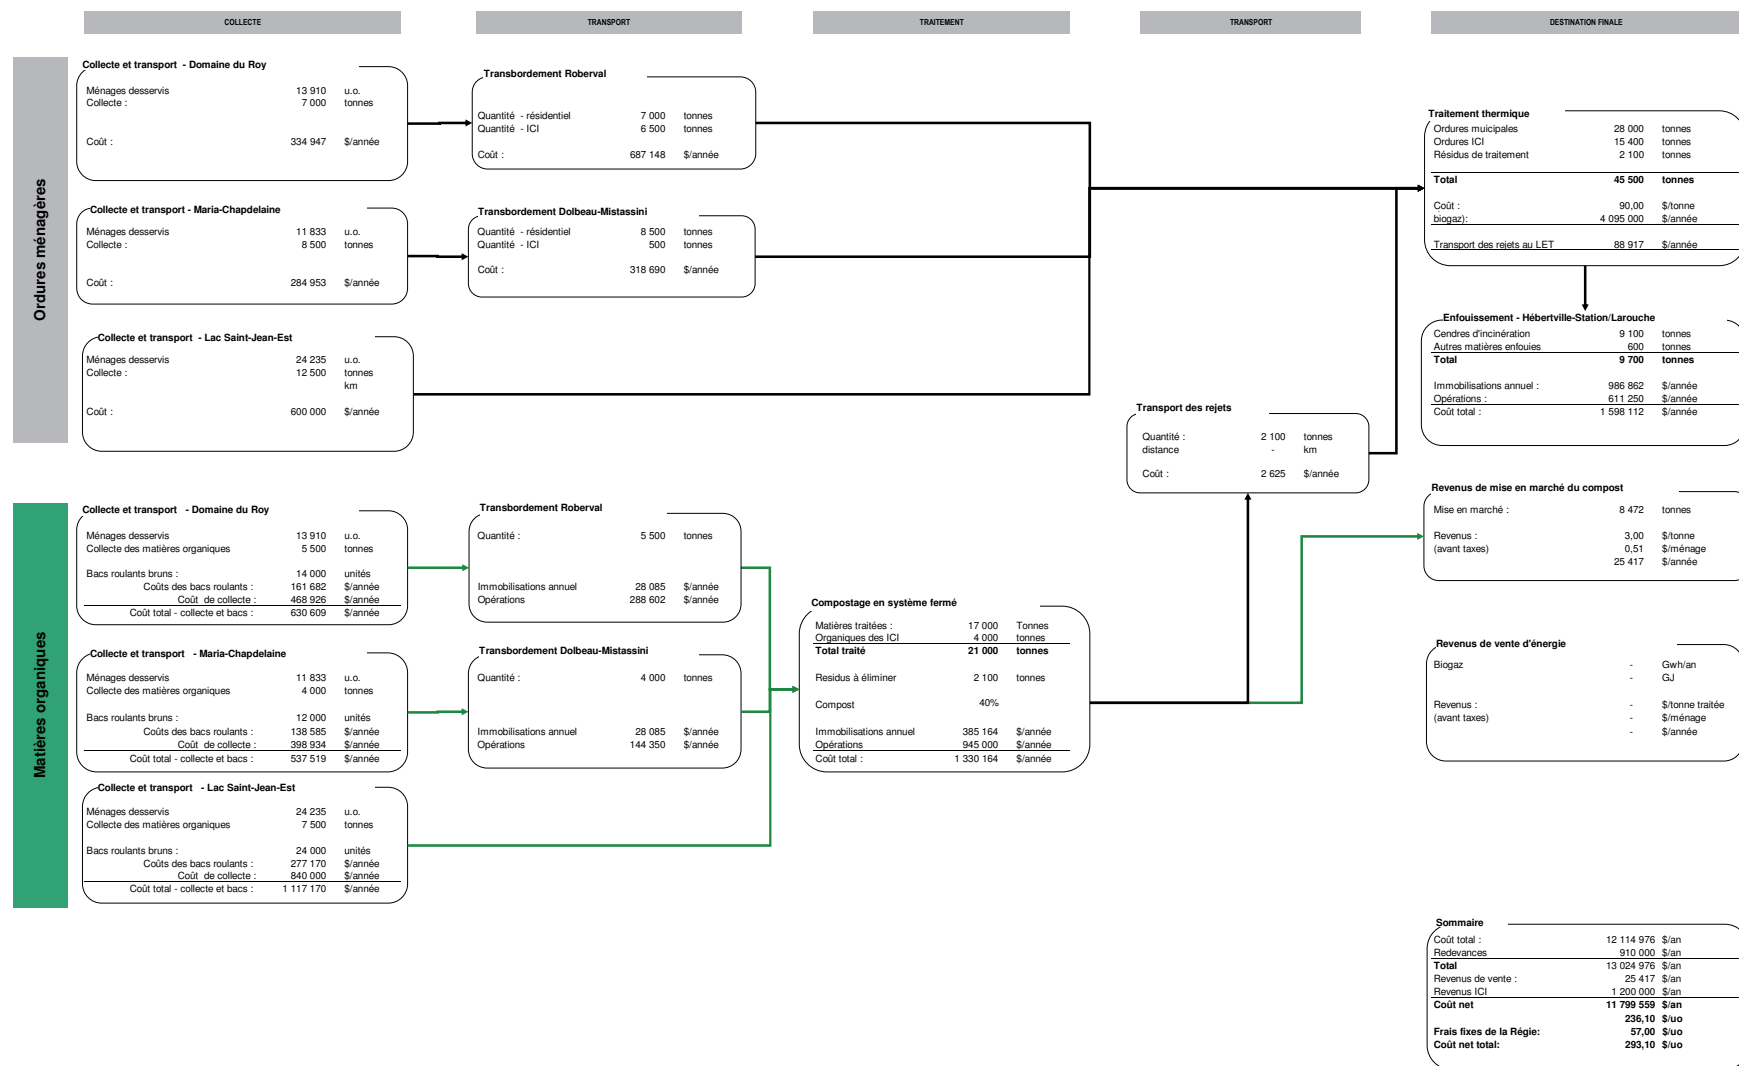 COLLECTE
TRANSPORT
TRAITEMENT
TRANSPORT
DESTINATION FINALE
Ordures ménagères
Collecte et transport - Domaine du Roy
Ménages desservis 13 910 u.o.
Collecte : 7 000 tonnes
Coût : 334 947 $/année
Transbordement Roberval
Quantité - résidentiel 7 000 tonnes
Quantité - ICI 6 500 tonnes
Coût : 687 148 $/année
Collecte et transport - Maria-Chapdelaine
Ménages desservis 11 833 u.o.
Collecte : 8 500 tonnes
Coût : 284 953 $/année
Transbordement Dolbeau-Mistassini
Quantité - résidentiel 8 500 tonnes
Quantité - ICI 500 tonnes
Coût : 318 690 $/année
Collecte et transport - Lac Saint-Jean-Est
Ménages desservis 24 235 u.o.
Collecte : 12 500 tonnes
km
Coût : 600 000 $/année
Traitement thermique
Ordures muicipales 28 000 tonnes
Ordures ICI 15 400 tonnes
Résidus de traitement 2 100 tonnes
Total 45 500 tonnes
Coût : 90,00 $/tonne
biogaz): 4 095 000 $/année
Transport des rejets au LET 88 917 $/année
Enfouissement - Hébertville-Station/Larouche
Cendres d'incinération 9 100 tonnes
Autres matières enfouies 600 tonnes
Total 9 700 tonnes
Immobilisations annuel : 986 862 $/année
Opérations : 611 250 $/année
Coût total : 1 598 112 $/année
Transport des rejets
Quantité : 2 100 tonnes
distance - km
Coût : 2 625 $/année
Matières organiques
Collecte et transport - Domaine du Roy
Ménages desservis 13 910 u.o.
Collecte des matières organiques 5 500 tonnes
Bacs roulants bruns : 14 000 unités
Coûts des bacs roulants : 161 682 $/année
Coût de collecte : 468 926 $/année
Coût total - collecte et bacs : 630 609 $/année
Transbordement Roberval
Quantité : 5 500 tonnes
Immobilisations annuel 28 085 $/année
Opérations 288 602 $/année
Collecte et transport - Maria-Chapdelaine
Ménages desservis 11 833 u.o.
Collecte des matières organiques 4 000 tonnes
Bacs roulants bruns : 12 000 unités
Coûts des bacs roulants : 138 585 $/année
Coût de collecte : 398 934 $/année
Coût total - collecte et bacs : 537 519 $/année
Transbordement Dolbeau-Mistassini
Quantité : 4 000 tonnes
Immobilisations annuel 28 085 $/année
Opérations 144 350 $/année
Collecte et transport - Lac Saint-Jean-Est
Ménages desservis 24 235 u.o.
Collecte des matières organiques 7 500 tonnes
Bacs roulants bruns : 24 000 unités
Coûts des bacs roulants : 277 170 $/année
Coût de collecte : 840 000 $/année
Coût total - collecte et bacs : 1 117 170 $/année
Compostage en système fermé
Matières traitées : 17 000 Tonnes
Organiques des ICI 4 000 tonnes
Total traité 21 000 tonnes
Residus à éliminer 2 100 tonnes
Compost 40%
Immobilisations annuel 385 164 $/année
Opérations 945 000 $/année
Coût total : 1 330 164 $/année
Revenus de mise en marché du compost
Mise en marché : 8 472 tonnes
Revenus : 3,00 $/tonne
(avant taxes) 0,51 $/ménage
25 417 $/année
Revenus de vente d'énergie
Biogaz - Gwh/an
- GJ
Revenus : - $/tonne traitée
(avant taxes) - $/ménage
- $/année
Sommaire
Coût total : 12 114 976 $/an
Redevances 910 000 $/an
Total 13 024 976 $/an
Revenus de vente : 25 417 $/an
Revenus ICI 1 200 000 $/an
Coût net 11 799 559 $/an
236,10 $/uo
Frais fixes de la Régie: 57,00 $/uo
Coût net total: 293,10 $/uo